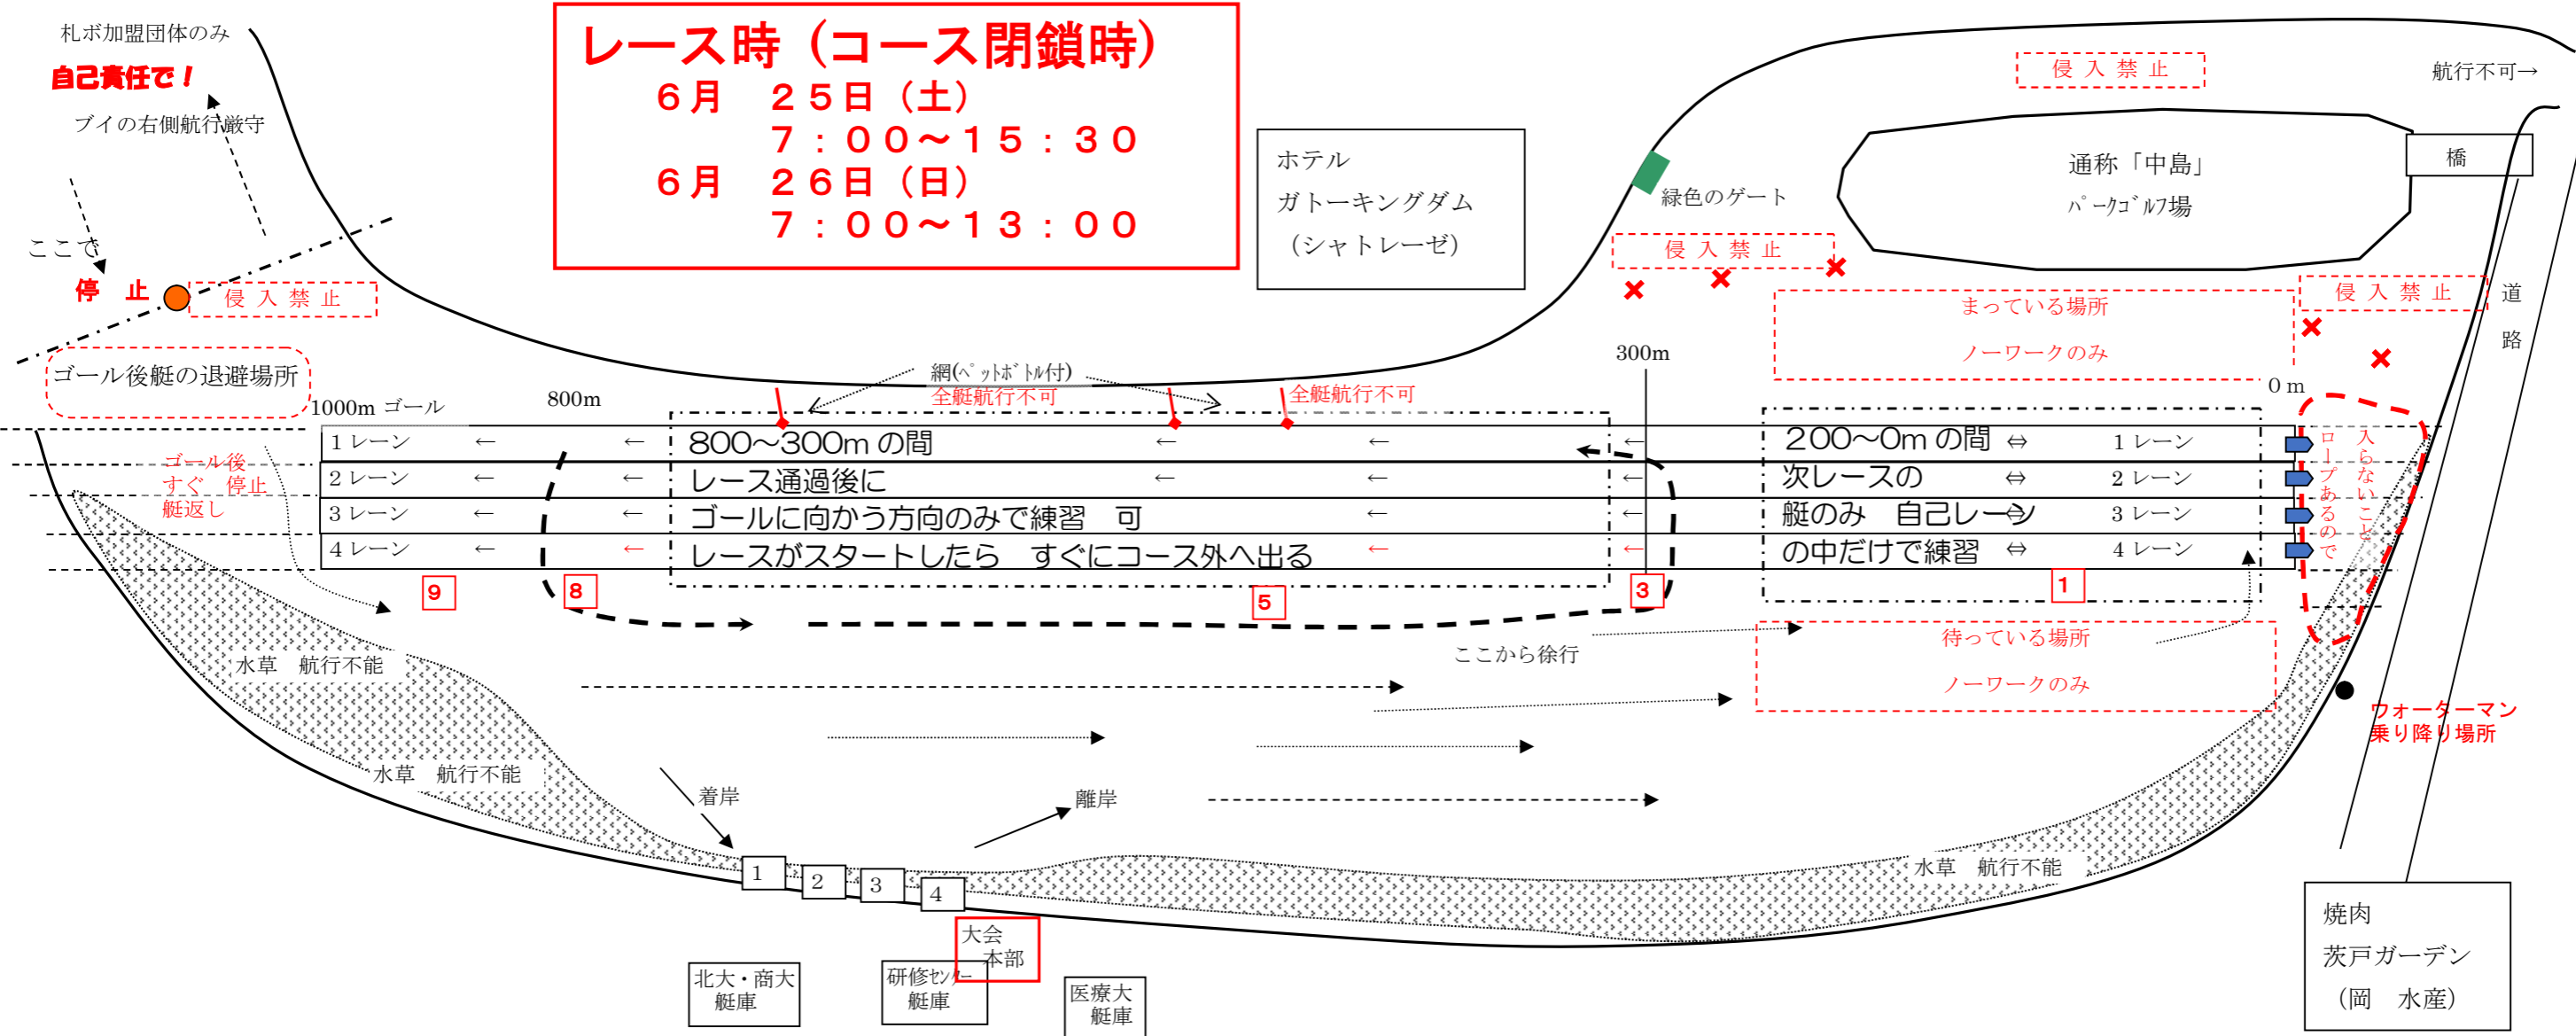 札ボ加盟団体のみ
自己責任で!
ブイの右側航行厳守
ここで
停 止
侵 入 禁 止
ゴール後艇の退避場所
レース時（コース閉鎖時）
６月 ２５日（土）
７：００～１５：３０
６月 ２６日（日）
７：００～１３：００
ホテル
ガトーキングダム
（シャトレーゼ）
緑色のゲート
侵 入 禁 止
侵 入 禁 止
航行不可→
通称「中島」
パークゴルフ場
橋
侵 入 禁 止
道
路
まっている場所
ノーワークのみ
300m
0 m
網(ペットボトル付)
全艇航行不可
全艇航行不可
800m
1000m ゴール
1 レーン ← ← 800～300m の間 ← ← ← 200～0m の間 ⇔ 1 レーン
2 レーン ← ← レース通過後に ← ← ← 次レースの ⇔ 2 レーン
3 レーン ← ← ゴールに向かう方向のみで練習 可 ← ← 艇のみ 自己レーン ⇔ 3 レーン
4 レーン ← ← レースがスタートしたら すぐにコース外へ出る ← ← の中だけで練習 ⇔ 4 レーン
ゴール後
すぐ 停止
艇返し
ロープあるので
入らないこと
9
8
5
3
1
ここから徐行
待っている場所
ノーワークのみ
ウォーターマン
乗り降り場所
水草 航行不能
水草 航行不能
着岸
離岸
水草 航行不能
1
2
3
4
大会
本部
北大・商大
艇庫
研修センター
艇庫
医療大
艇庫
焼肉
茨戸ガーデン
（岡 水産）